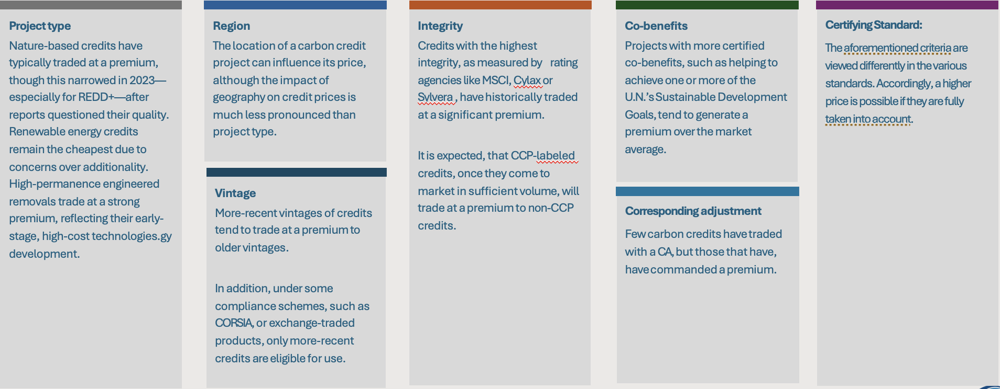 Project type
Nature-based credits have
typically traded at a premium,
though this narrowed in 2023—
especially for REDD+—after
reports questioned their quality.
Renewable energy credits
remain the cheapest due to
concerns over additionality.
High-permanence engineered
removals trade at a strong
premium, reflecting their early-
stage, high-cost technologies.gy
development.
Region
The location of a carbon credit
project can influence its price,
although the impact of
geography on credit prices is
much less pronounced than
project type.
Vintage
More-recent vintages of credits
tend to trade at a premium to
older vintages.
In addition, under some
compliance schemes, such as
CORSIA, or exchange-traded
products, only more-recent
credits are eligible for use.
Integrity
Credits with the highest
integrity, as measured by rating
agencies like MSCI, Cylax or
Sylvera , have historically traded
at a significant premium.
It is expected, that CCP-labeled
credits, once they come to
market in sufficient volume, will
trade at a premium to non-CCP
credits.
Co-benefits
Projects with more certified
co-benefits, such as helping to
achieve one or more of the
U.N.’s Sustainable Development
Goals, tend to generate a
premium over the market
average.
Corresponding adjustment
Few carbon credits have traded
with a CA, but those that have,
have commanded a premium.
Certifying Standard:
The aforementioned criteria are
viewed differently in the various
standards. Accordingly, a higher
price is possible if they are fully
taken into account.